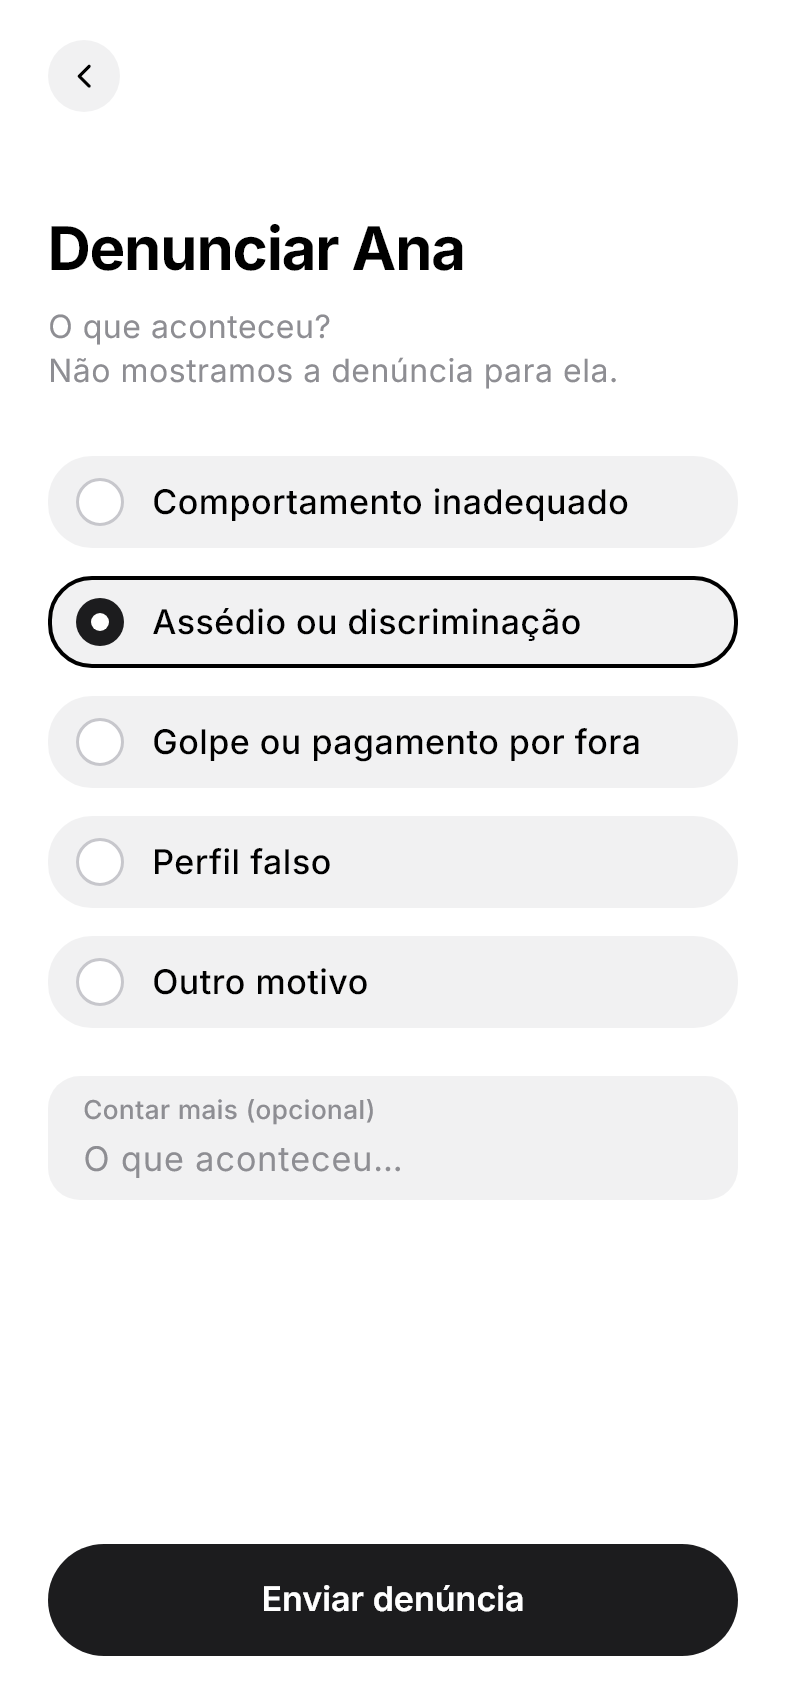 Denunciar Ana
O que aconteceu?
Não mostramos a denúncia para ela.
Comportamento inadequado
Assédio ou discriminação
Golpe ou pagamento por fora
Perfil falso
Outro motivo
Contar mais (opcional)
O que aconteceu...
Enviar denúncia